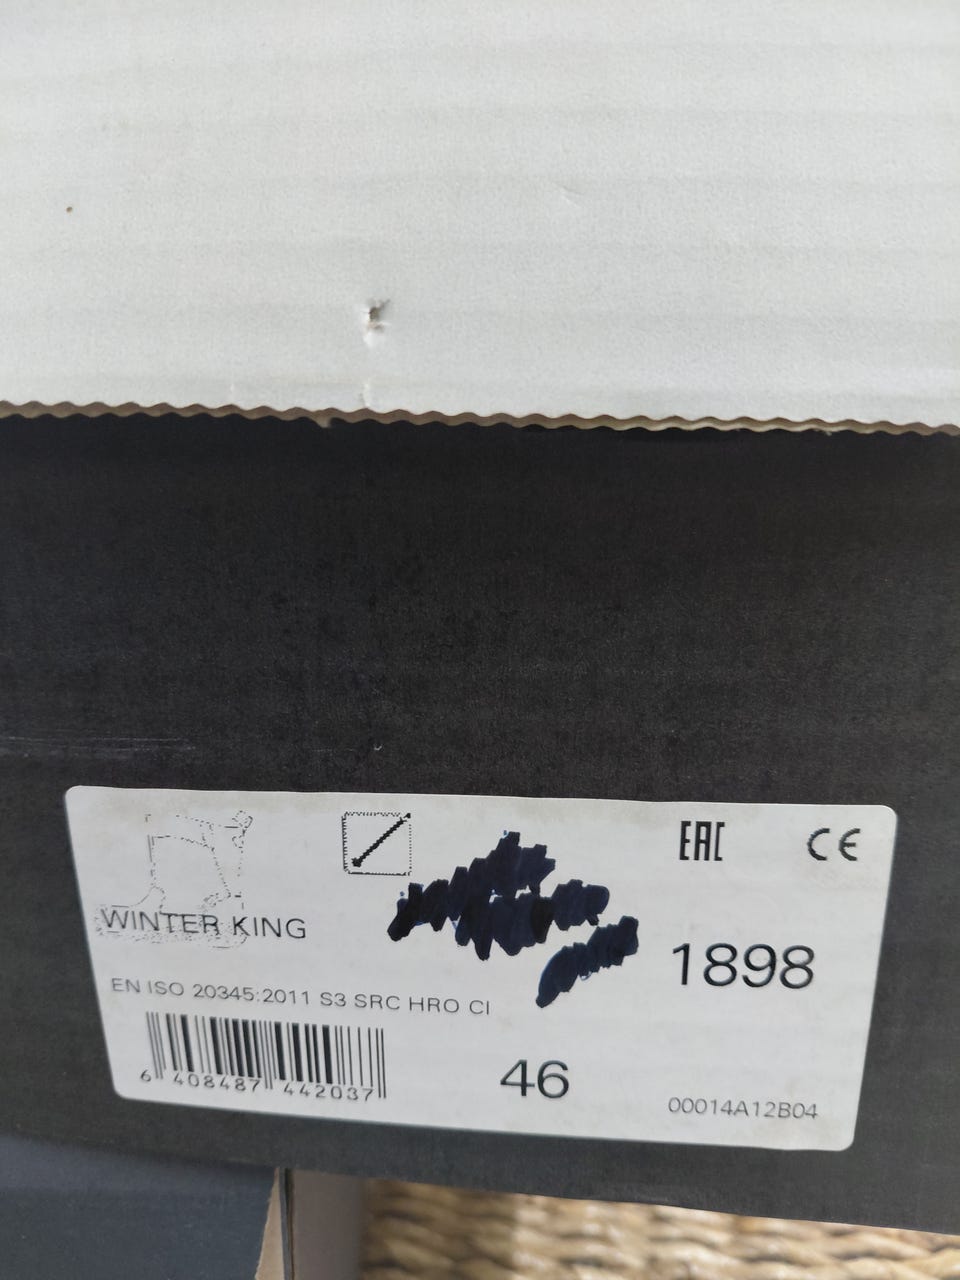 EAC CE
WINTER KING
1898
EN ISO 20345:2011 S3 SRC HRO CI
6 408487 442037
46
00014A12B04